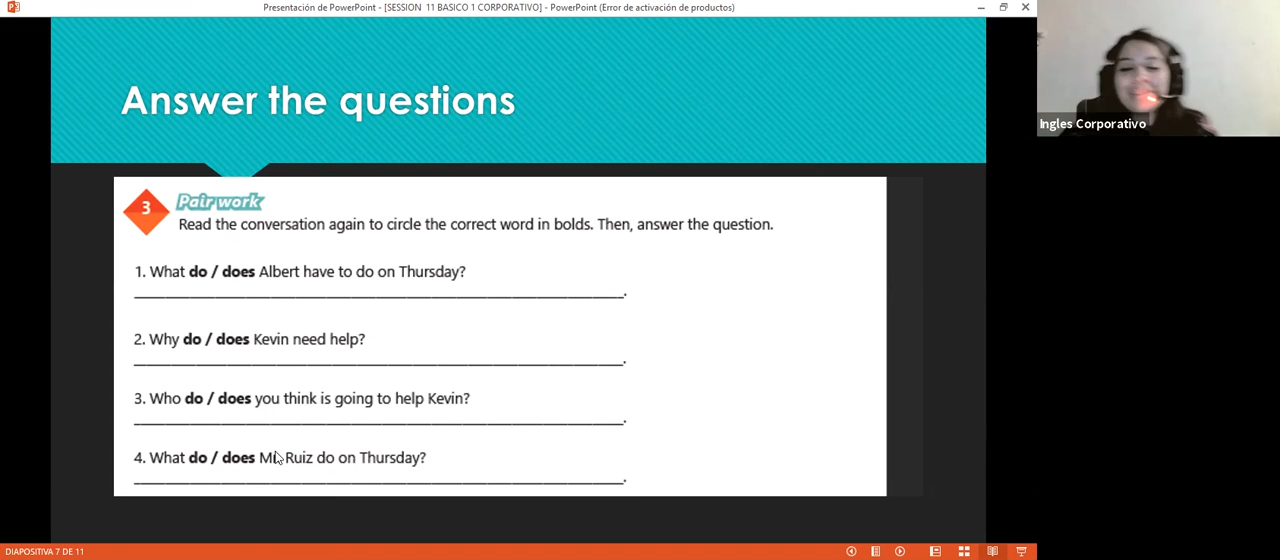 Presentación de PowerPoint - [SESSION 11 BASICO 1 CORPORATIVO] - PowerPoint (Error de activación de productos)
Answer the questions
Ingles Corporativo
3
Pair work
Read the conversation again to circle the correct word in bolds. Then, answer the question.
1. What do / does Albert have to do on Thursday?
2. Why do / does Kevin need help?
3. Who do / does you think is going to help Kevin?
4. What do / does Mr. Ruiz do on Thursday?
DIAPOSITIVA 7 DE 11